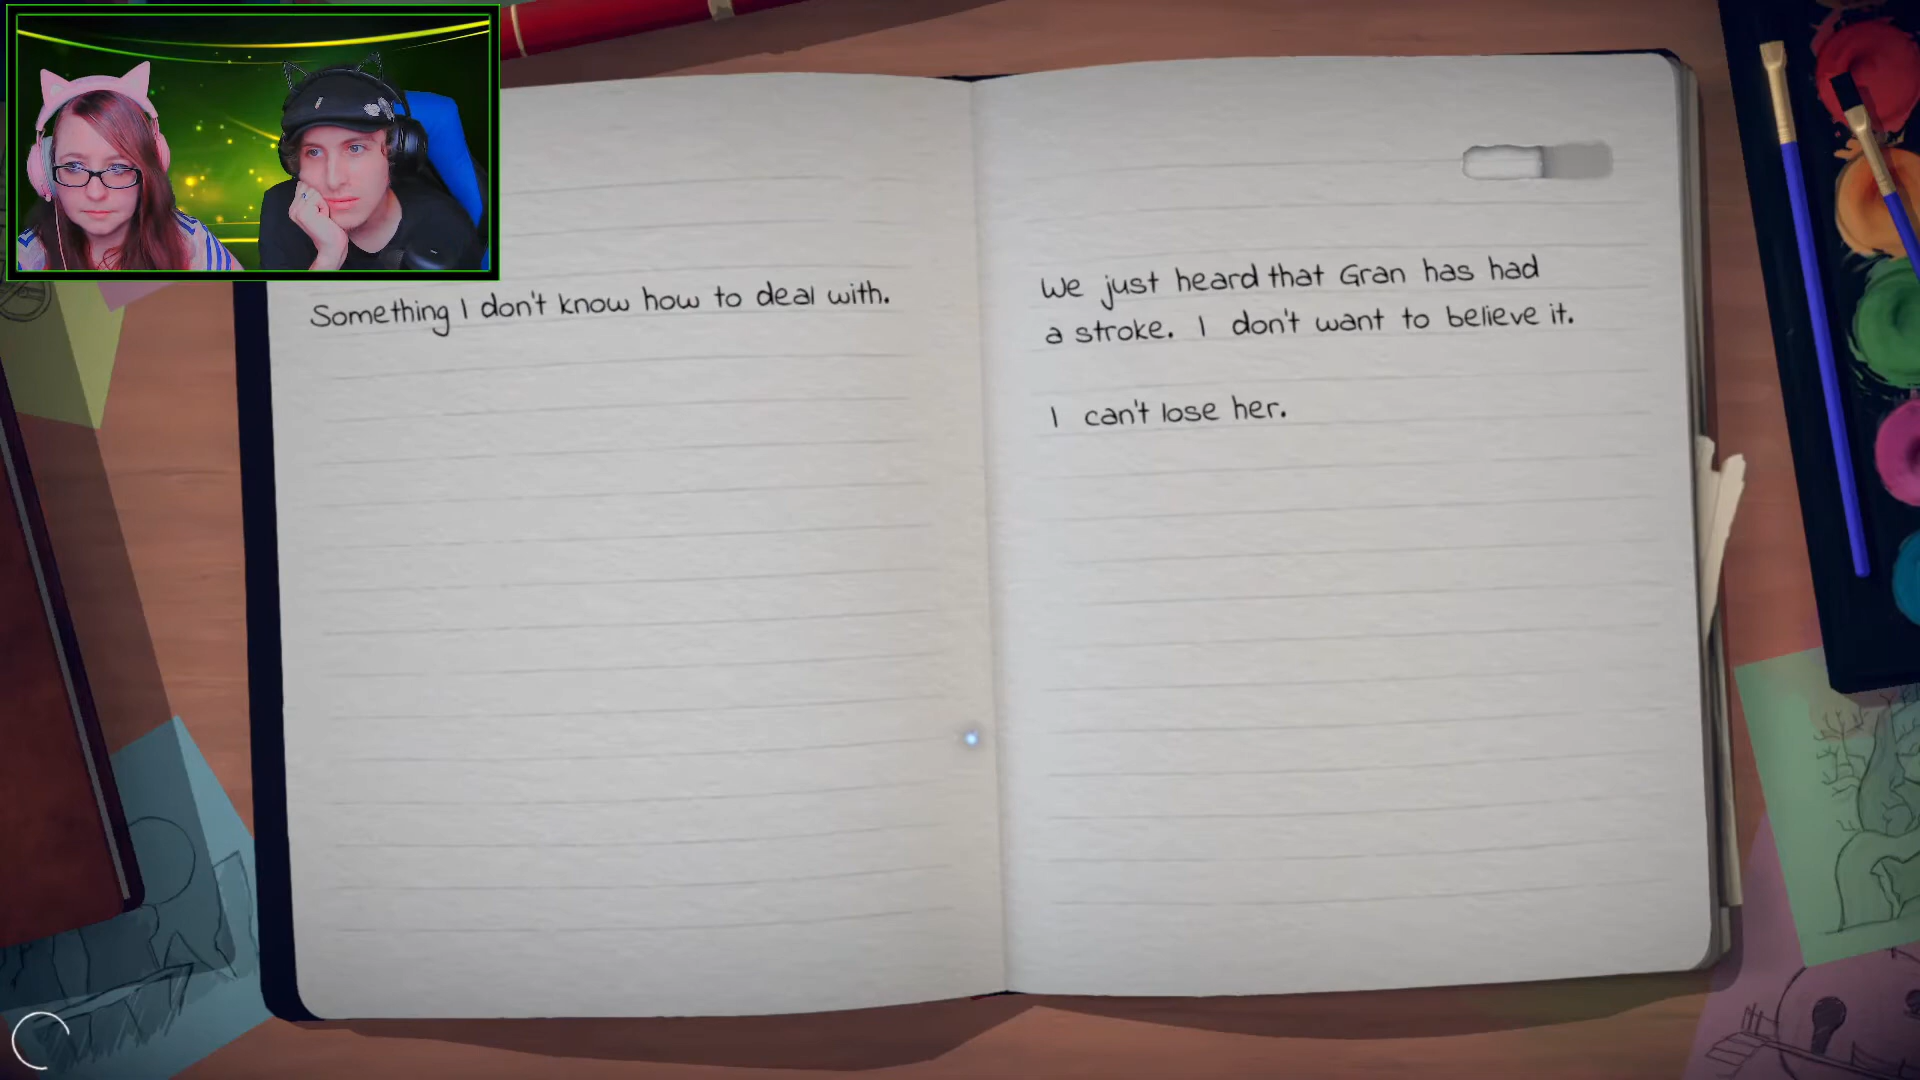 Something I don't know how to deal with.
We just heard that Gran has had
a stroke. I don't want to believe it.
I can't lose her.